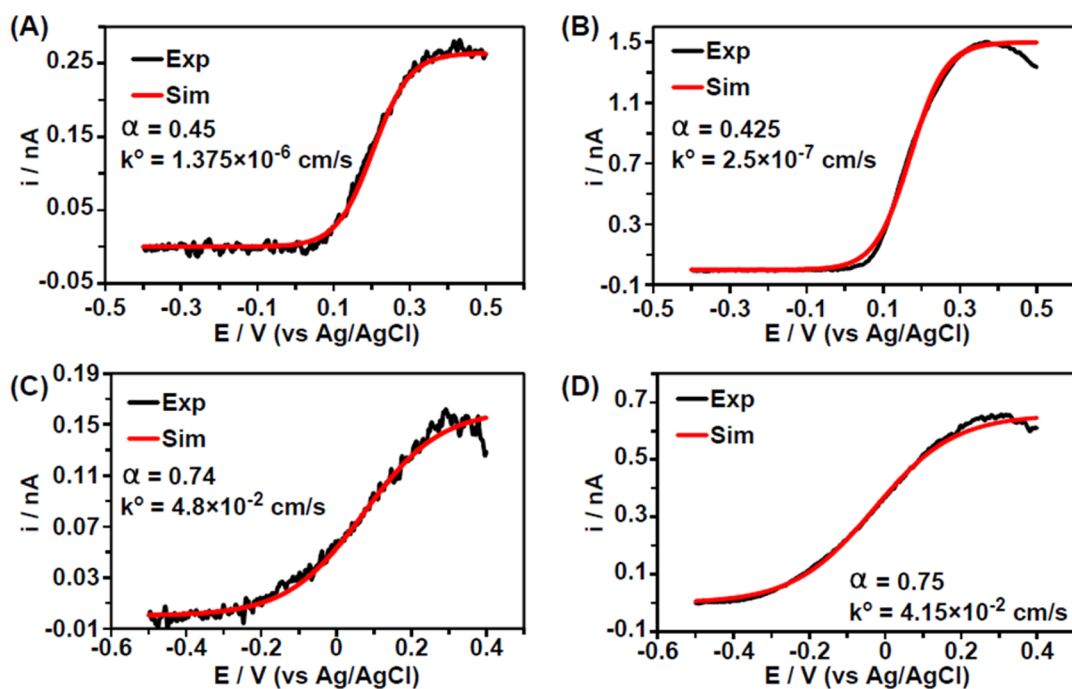 (A)
0.25
0.15
0.05
-0.05
i / nA
Exp
Sim
α = 0.45
k° = 1.375×10⁻⁶ cm/s
-0.5 -0.3 -0.1 0.1 0.3 0.5
E / V (vs Ag/AgCl)
(B)
1.5
1.1
0.7
0.3
-0.1
i / nA
Exp
Sim
α = 0.425
k° = 2.5×10⁻⁷ cm/s
-0.5 -0.3 -0.1 0.1 0.3 0.5
E / V (vs Ag/AgCl)
(C)
0.19
0.15
0.11
0.07
0.03
-0.01
i / nA
Exp
Sim
α = 0.74
k° = 4.8×10⁻² cm/s
-0.6 -0.4 -0.2 0 0.2 0.4
E / V (vs Ag/AgCl)
(D)
0.7
0.5
0.3
0.1
-0.1
i / nA
Exp
Sim
α = 0.75
k° = 4.15×10⁻² cm/s
-0.6 -0.4 -0.2 0 0.2 0.4
E / V (vs Ag/AgCl)